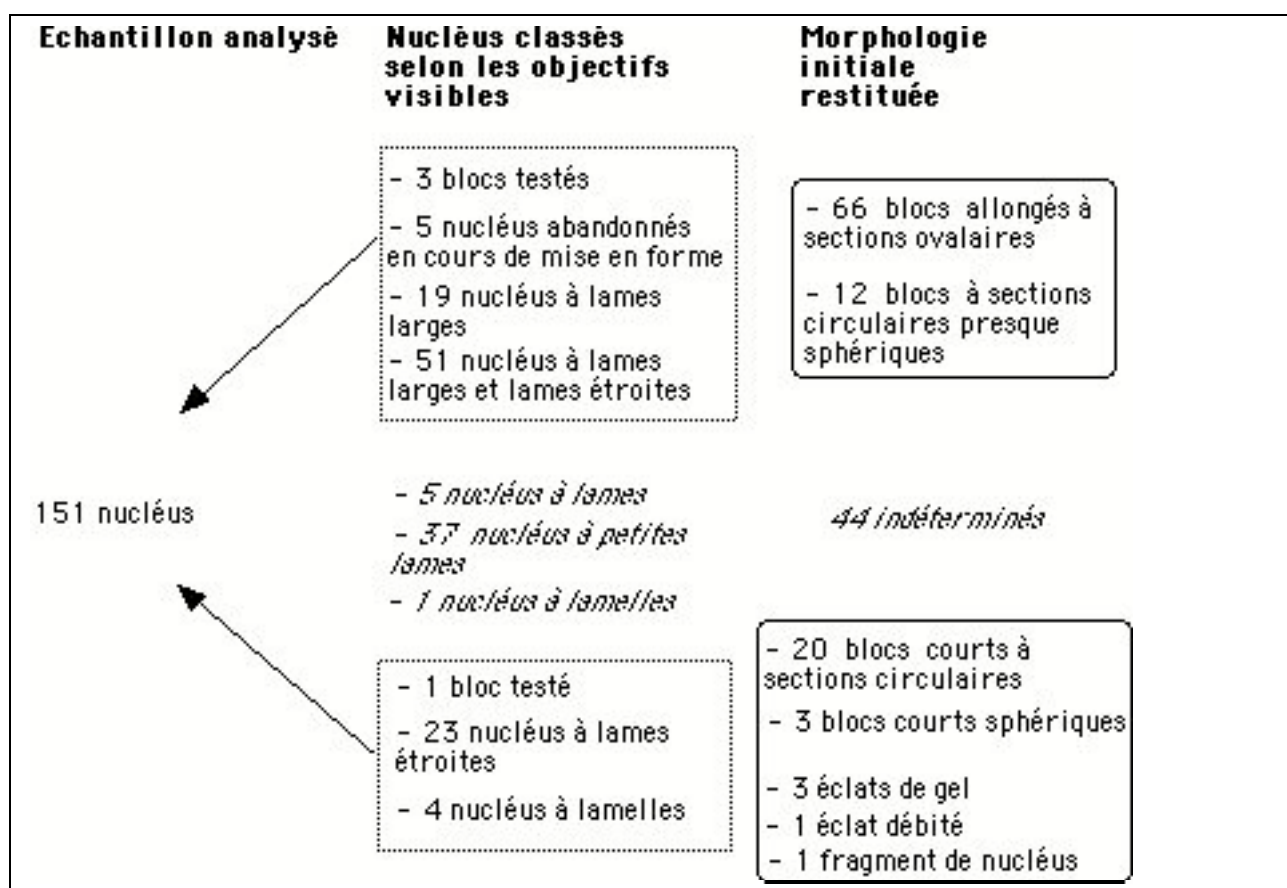 Echantillon analysè
Nuclèus classès
selon les objectifs
visibles
Morphologie
initiale
restituée
- 3 blocs testés
- 5 nucléus abandonnés
en cours de mise en forme
- 19 nucléus à lames
larges
- 51 nucléus à lames
larges et lames étroites
- 66 blocs allongés à
sections ovalaires
- 12 blocs à sections
circulaires presque
sphériques
151 nucléus
- 5 nucléus à lames
- 37 nucléus à petites
lames
- 1 nucléus à lamelles
44 indéterminés
- 1 bloc testé
- 23 nucléus à lames
étroites
- 4 nucléus à lamelles
- 20 blocs courts à
sections circulaires
- 3 blocs courts sphériques
- 3 éclats de gel
- 1 éclat débité
- 1 fragment de nucléus